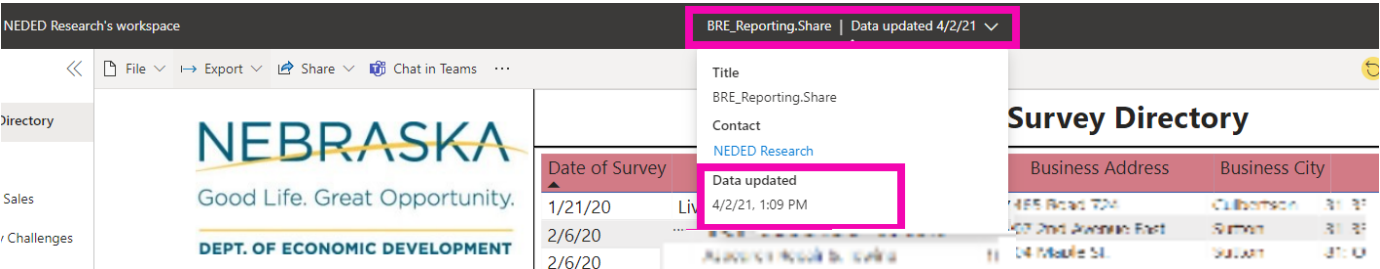 NEDED Research's workspace
BRE_Reporting.Share | Data updated 4/2/21
File Export Share Chat in Teams ...
Directory
Sales
Challenges
NEBRASKA
Good Life. Great Opportunity.
DEPT. OF ECONOMIC DEVELOPMENT
Title
BRE_Reporting.Share
Contact
NEDED Research
Data updated
4/2/21, 1:09 PM
Survey Directory
Date of Survey Business Address Business City
1/21/20
2/6/20
2/6/20